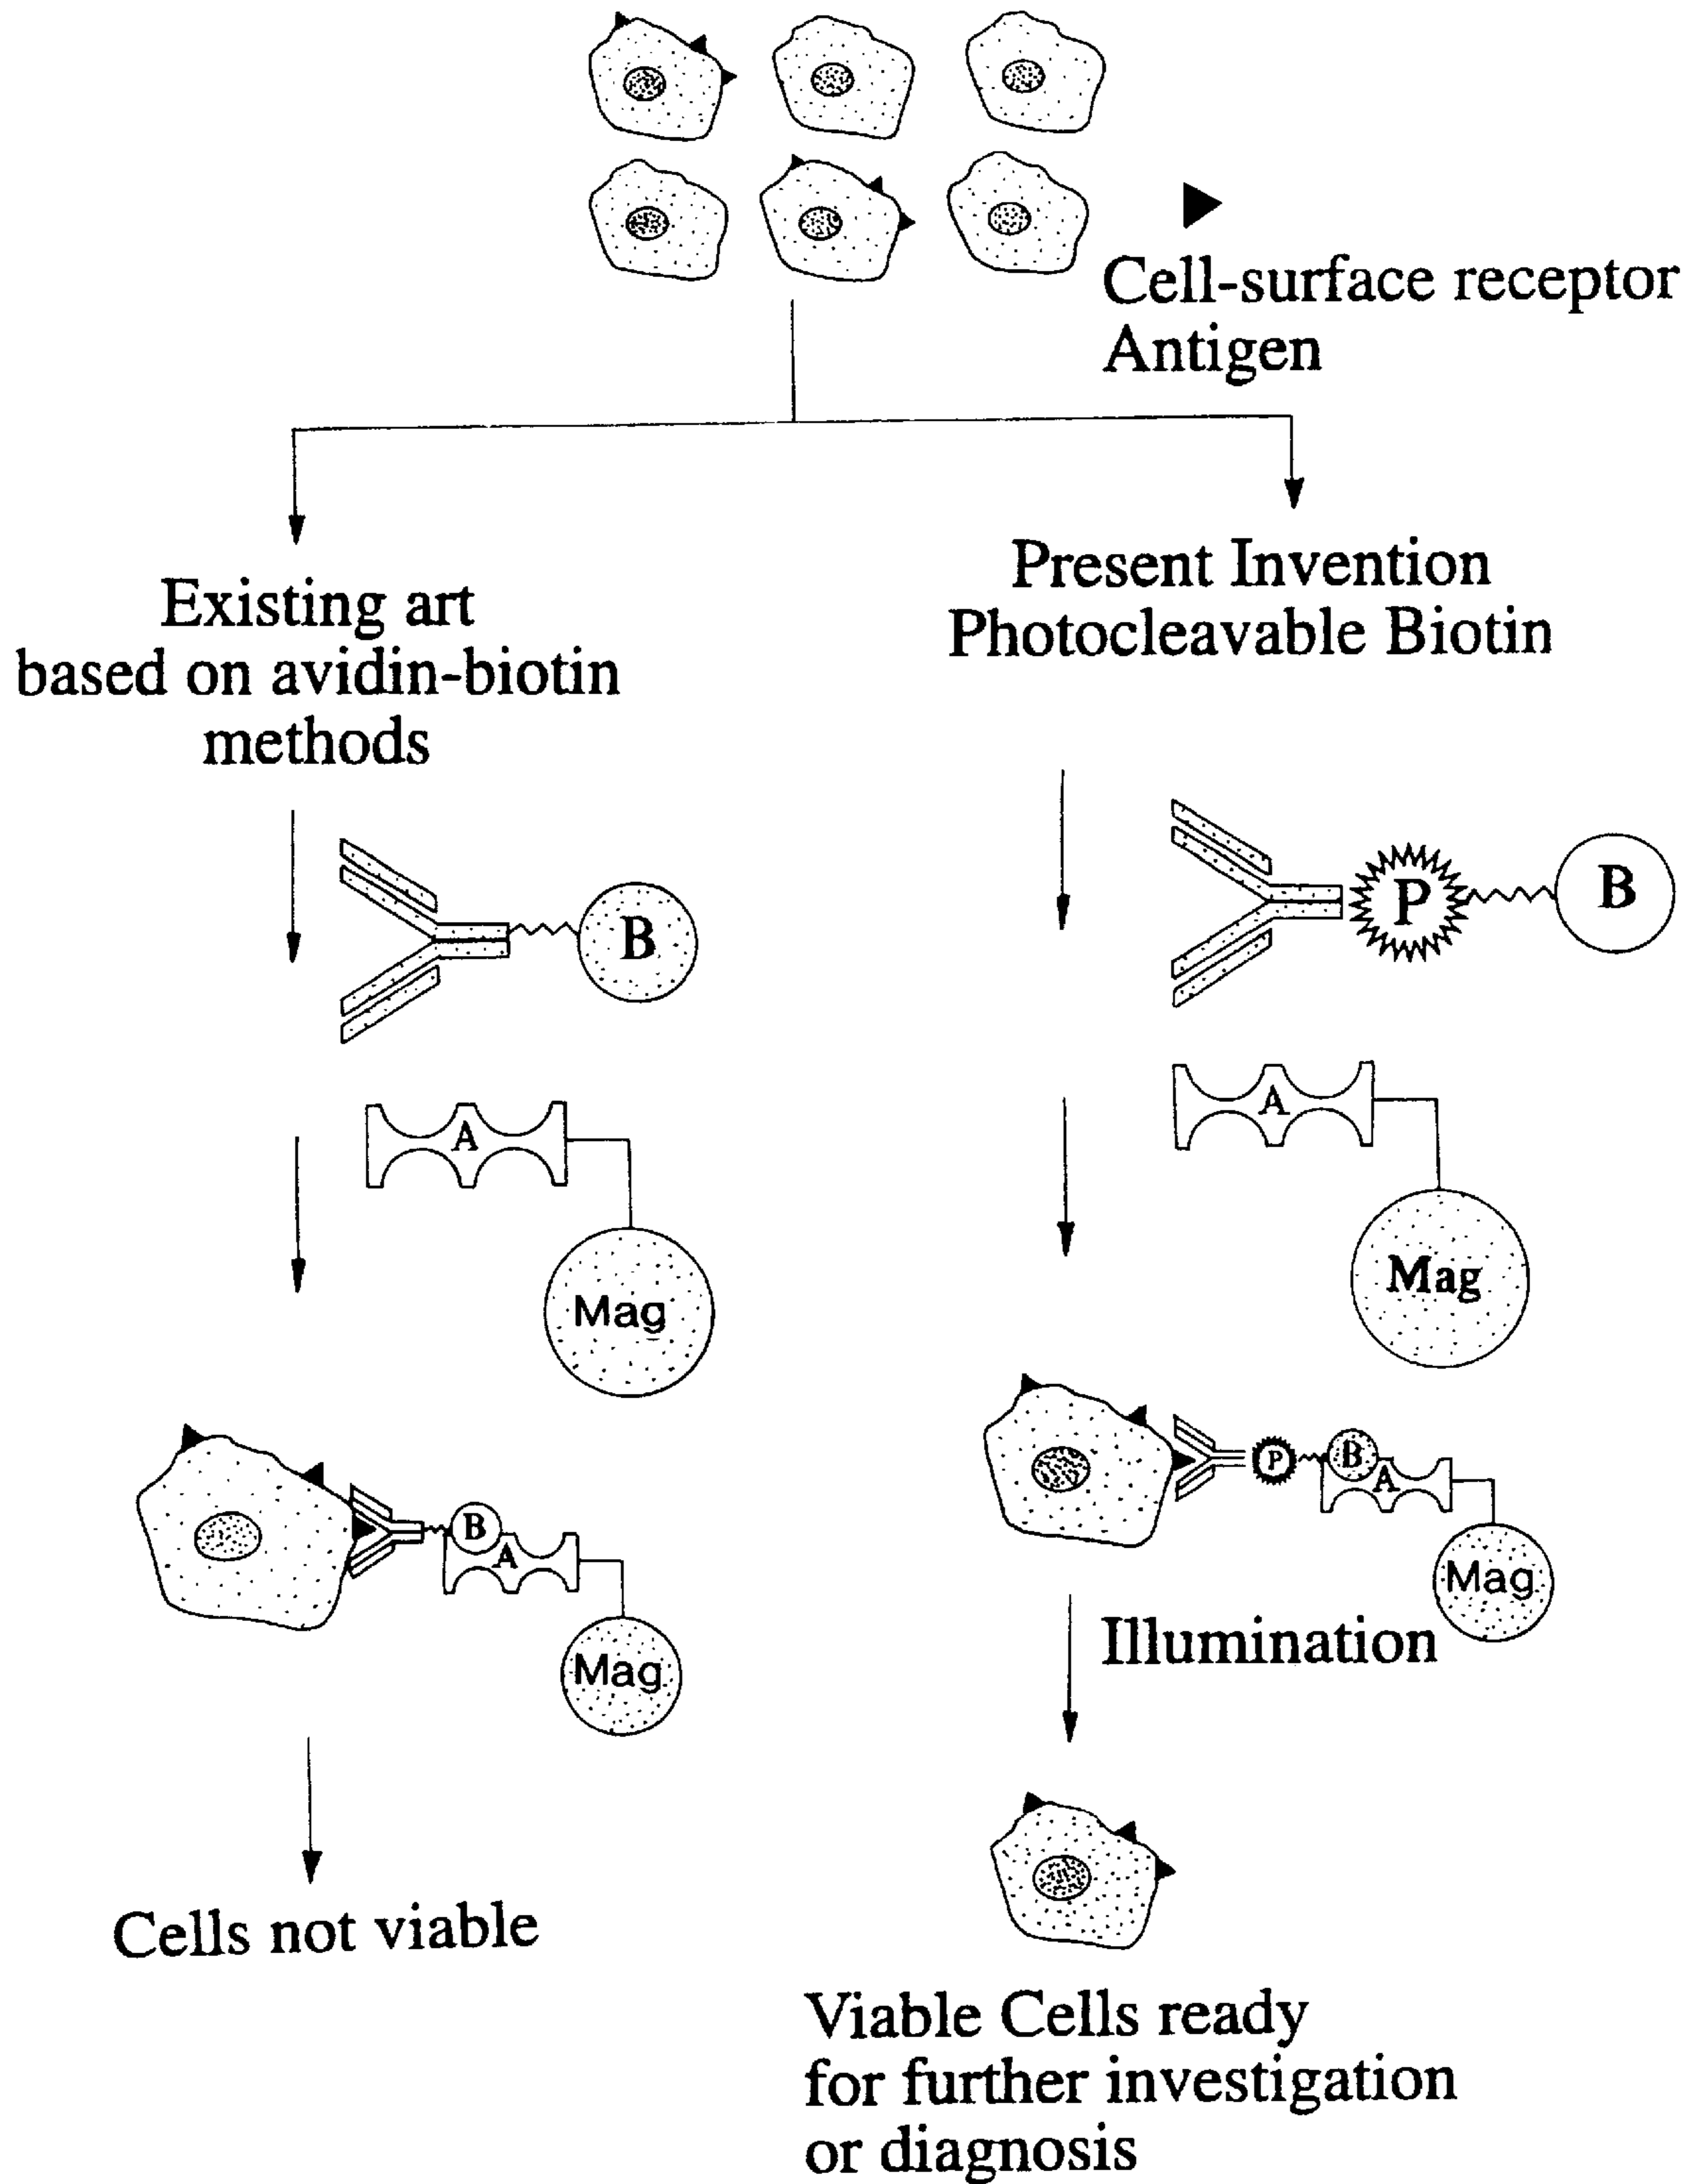 Cell-surface receptor
Antigen
Existing art
based on avidin-biotin
methods
Present Invention
Photocleavable Biotin
B
P
B
A
Mag
A
Mag
B
A
Mag
P
B
A
Mag
Illumination
Cells not viable
Viable Cells ready
for further investigation
or diagnosis